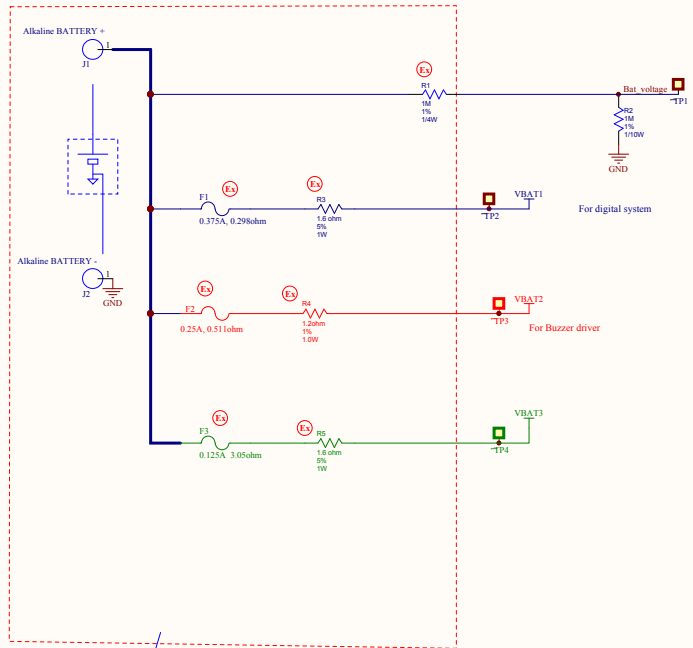 Alkaline BATTERY +
1
J1
Ex
R1
1M
1%
1/4W
Bat_voltage
TP1
R2
1M
1%
1/10W
GND
F1
Ex
0.375A, 0.298ohm
Ex
R3
1.6 ohm
5%
1W
TP2
VBAT1
For digital system
Alkaline BATTERY -
1
J2
GND
Ex
F2
0.25A, 0.511ohm
Ex
R4
1.2ohm
1%
1.0W
TP3
VBAT2
For Buzzer driver
Ex
F3
0.125A 3.05ohm
Ex
R5
1.6 ohm
5%
1W
TP4
VBAT3